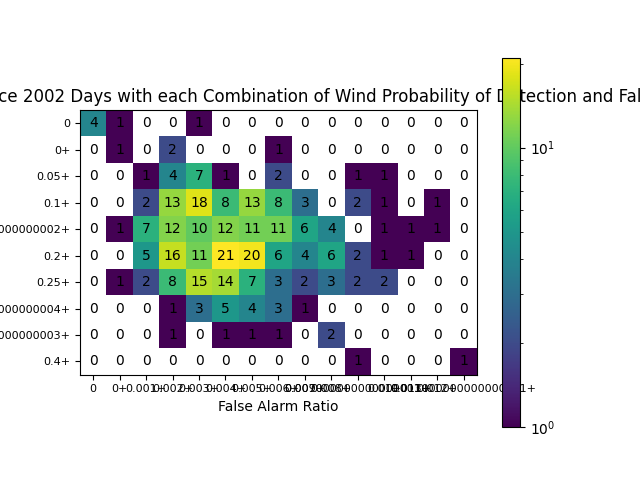 ce 2002 Days with each Combination of Wind Probability of Detection and Fal
0 4 1 0 0 1 0 0 0 0 0 0 0 0 0 0
0+ 0 1 0 2 0 0 0 1 0 0 0 0 0 0 0
0.05+ 0 0 1 4 7 1 0 2 0 0 1 1 0 0 0
0.1+ 0 0 2 13 18 8 13 8 3 0 2 1 0 1 0
000000002+ 0 1 7 12 10 12 11 11 6 4 0 1 1 1 0
0.2+ 0 0 5 16 11 21 20 6 4 6 2 1 1 0 0
0.25+ 0 1 2 8 15 14 7 3 2 3 2 2 0 0 0
000000004+ 0 0 0 1 3 5 4 3 1 0 0 0 0 0 0
000000003+ 0 0 0 1 0 1 1 1 0 2 0 0 0 0 0
0.4+ 0 0 0 0 0 0 0 0 0 0 1 0 0 0 1
0 0+ 0.001+
False Alarm Ratio
10¹
10⁰